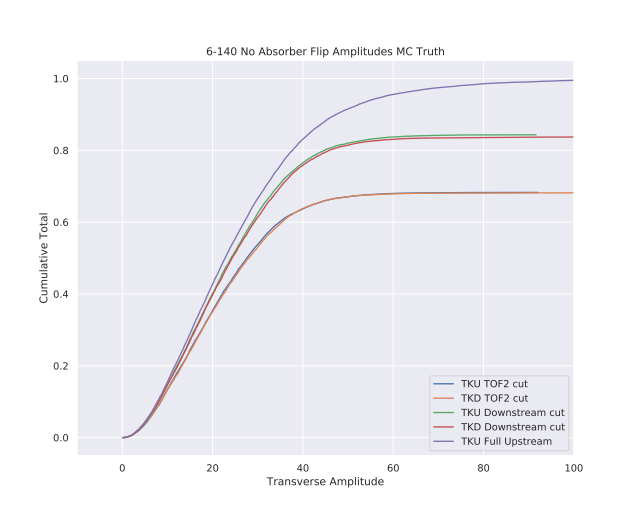 6-140 No Absorber Flip Amplitudes MC Truth
1.0
0.8
0.6
0.4
0.2
0.0
Cumulative Total
0 20 40 60 80 100
Transverse Amplitude
TKU TOF2 cut
TKD TOF2 cut
TKU Downstream cut
TKD Downstream cut
TKU Full Upstream